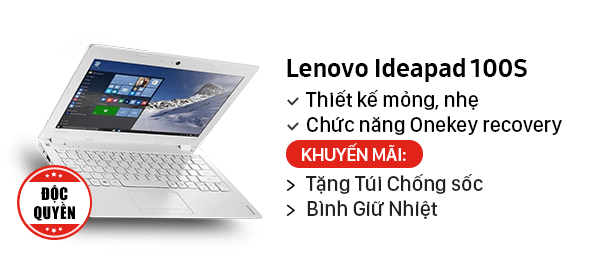 Lenovo Ideapad 100S
Thiết kế mỏng, nhẹ
Chức năng Onekey recovery
KHUYẾN MÃI:
> Tặng Túi Chống sốc
> Bình Giữ Nhiệt
ĐỘC
QUYỀN